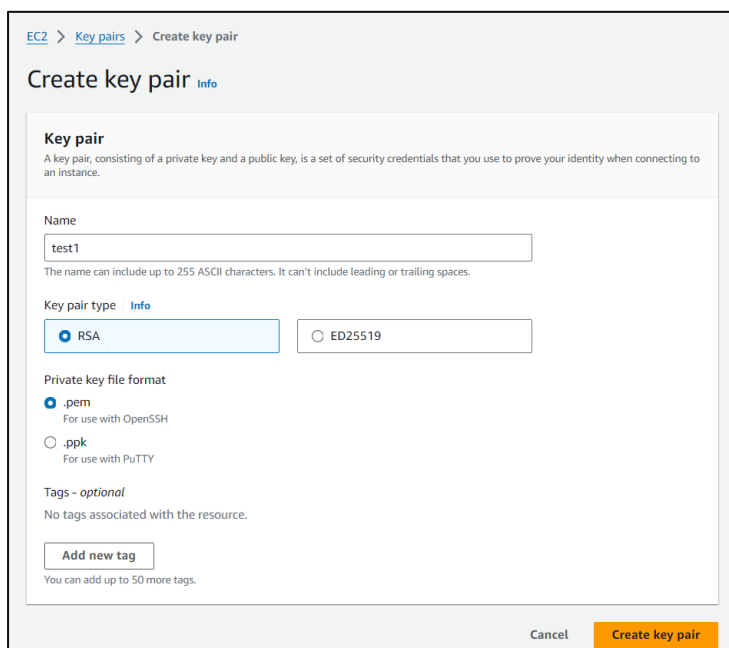 EC2 > Key pairs > Create key pair
Create key pair Info
Key pair
A key pair, consisting of a private key and a public key, is a set of security credentials that you use to prove your identity when connecting to
an instance.
Name
test1
The name can include up to 255 ASCII characters. It can't include leading or trailing spaces.
Key pair type Info
RSA ED25519
Private key file format
.pem
For use with OpenSSH
.ppk
For use with PuTTY
Tags - optional
No tags associated with the resource.
Add new tag
You can add up to 50 more tags.
Cancel Create key pair